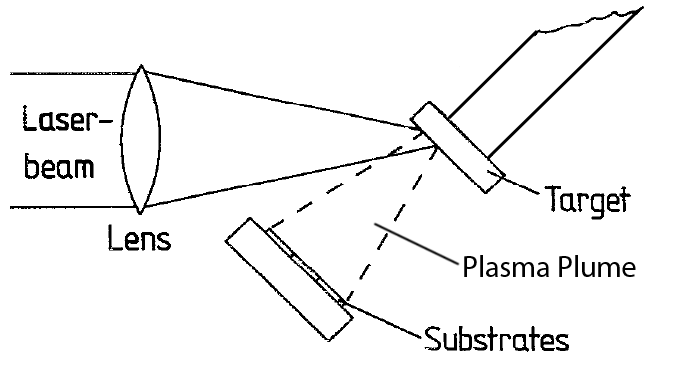 Laser-
beam
Lens
Target
Plasma Plume
Substrates